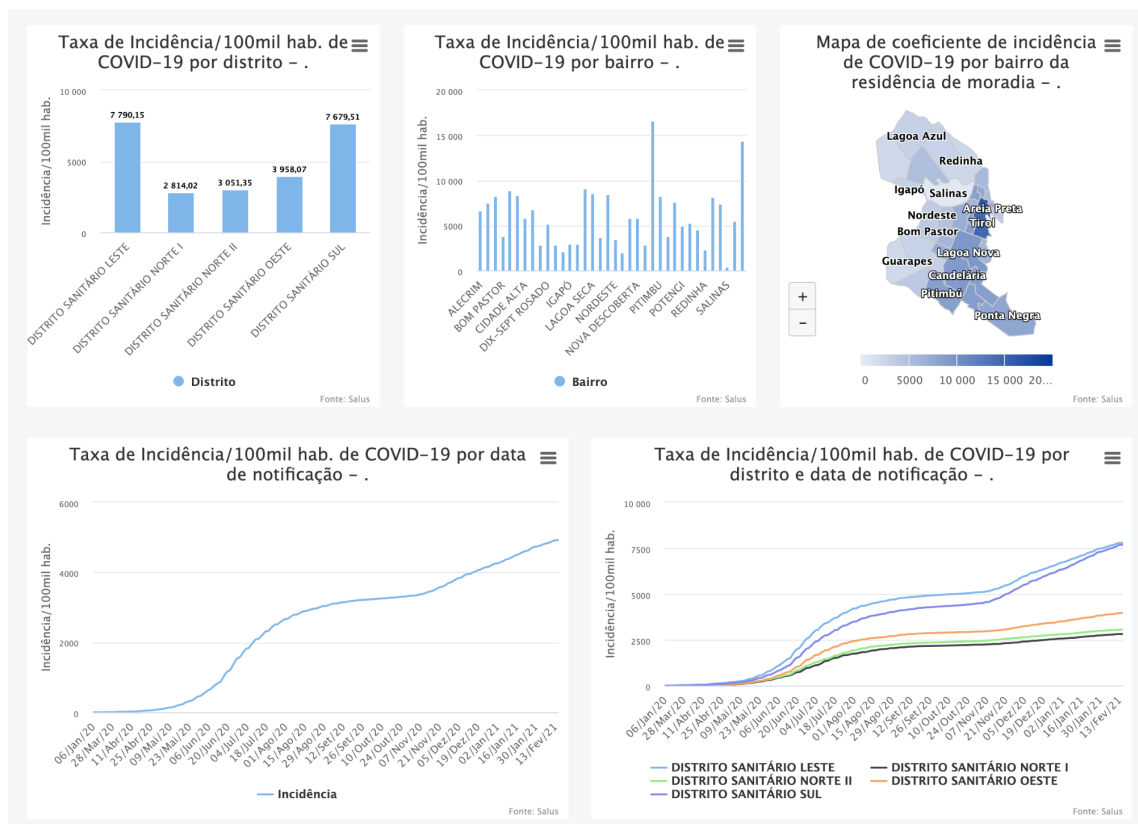 Taxa de Incidência/100mil hab. de
COVID-19 por distrito - .
Incidência/100mil hab.
10 000
5000
0
7 790,15
2 814,02
3 051,35
3 958,07
7 679,51
DISTRITO SANITÁRIO LESTE
DISTRITO SANITÁRIO NORTE I
DISTRITO SANITÁRIO NORTE II
DISTRITO SANITÁRIO OESTE
DISTRITO SANITÁRIO SUL
Distrito
Fonte: Salus
Taxa de Incidência/100mil hab. de
COVID-19 por bairro - .
Incidência/100mil hab.
20 000
15 000
10 000
5000
0
ALECRIM
BOM PASTOR
CIDADE ALTA
DIX-SEPT ROSADO
IGAPÓ
LAGOA SECA
NORDESTE
NOVA DESCOBERTA
PITIMBU
POTENGI
REDINHA
SALINAS
Bairro
Fonte: Salus
Mapa de coeficiente de incidência
de COVID-19 por bairro da
residência de moradia - .
Lagoa Azul
Redinha
Igapó
Salinas
Areia Preta
Nordeste
Tirol
Bom Pastor
Lagoa Nova
Guarapes
Candelária
Pitimbú
Ponta Negra
+
-
0
5000
10 000
15 000
20...
Fonte: Salus
Taxa de Incidência/100mil hab. de COVID-19 por data
de notificação - .
Incidência/100mil hab.
6000
4000
2000
0
06/Jan/20
28/Mar/20
11/Abr/20
25/Abr/20
09/Mai/20
23/Mai/20
06/Jun/20
20/Jun/20
04/Jul/20
18/Jul/20
01/Ago/20
15/Ago/20
29/Ago/20
12/Set/20
26/Set/20
10/Out/20
24/Out/20
07/Nov/20
21/Nov/20
05/Dez/20
19/Dez/20
02/Jan/21
16/Jan/21
30/Jan/21
13/Fev/21
Incidência
Fonte: Salus
Taxa de Incidência/100mil hab. de COVID-19 por
distrito e data de notificação - .
Incidência/100mil hab.
10 000
7500
5000
2500
0
06/Jan/20
28/Mar/20
11/Abr/20
25/Abr/20
09/Mai/20
23/Mai/20
06/Jun/20
20/Jun/20
04/Jul/20
18/Jul/20
01/Ago/20
15/Ago/20
29/Ago/20
12/Set/20
26/Set/20
10/Out/20
24/Out/20
07/Nov/20
21/Nov/20
05/Dez/20
19/Dez/20
02/Jan/21
16/Jan/21
30/Jan/21
13/Fev/21
DISTRITO SANITÁRIO LESTE
DISTRITO SANITÁRIO NORTE I
DISTRITO SANITÁRIO NORTE II
DISTRITO SANITÁRIO OESTE
DISTRITO SANITÁRIO SUL
Fonte: Salus